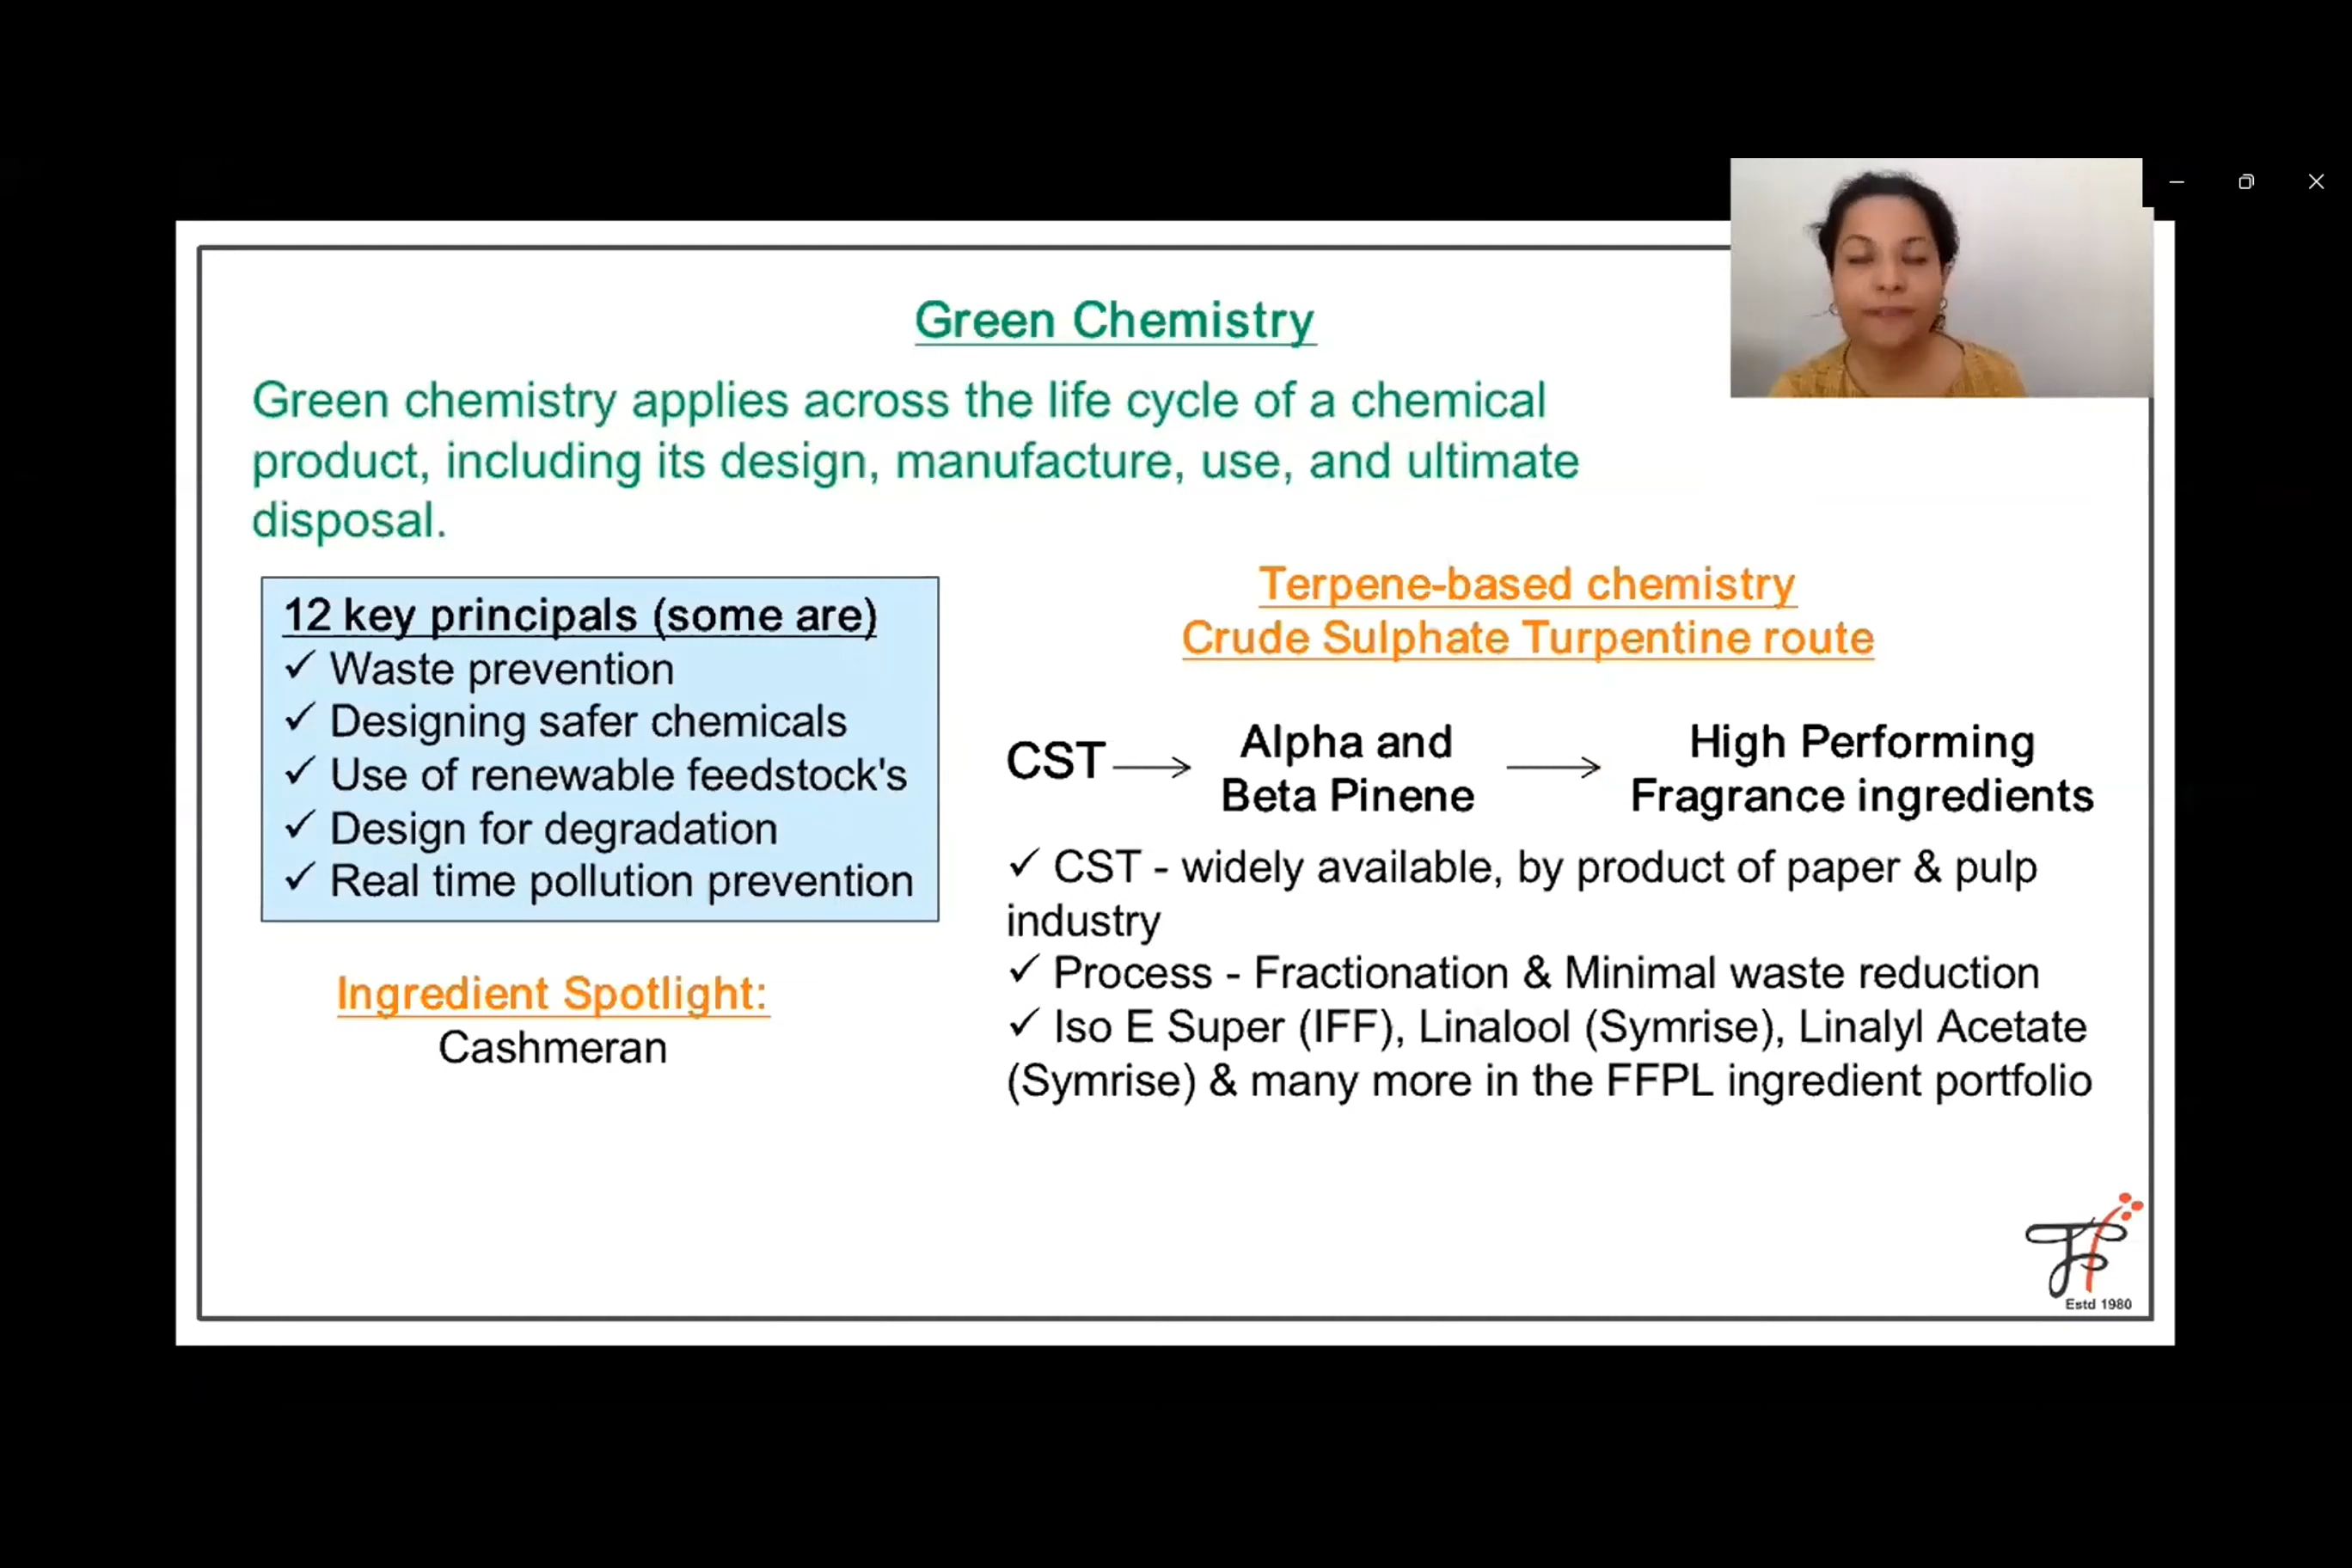 Green Chemistry
Green chemistry applies across the life cycle of a chemical
product, including its design, manufacture, use, and ultimate
disposal.
12 key principals (some are)
✓ Waste prevention
✓ Designing safer chemicals
✓ Use of renewable feedstock's
✓ Design for degradation
✓ Real time pollution prevention
Ingredient Spotlight:
Cashmeran
Terpene-based chemistry
Crude Sulphate Turpentine route
CST → Alpha and Beta Pinene → High Performing Fragrance ingredients
✓ CST - widely available, by product of paper & pulp
industry
✓ Process - Fractionation & Minimal waste reduction
✓ Iso E Super (IFF), Linalool (Symrise), Linalyl Acetate
(Symrise) & many more in the FFPL ingredient portfolio
Estd 1980